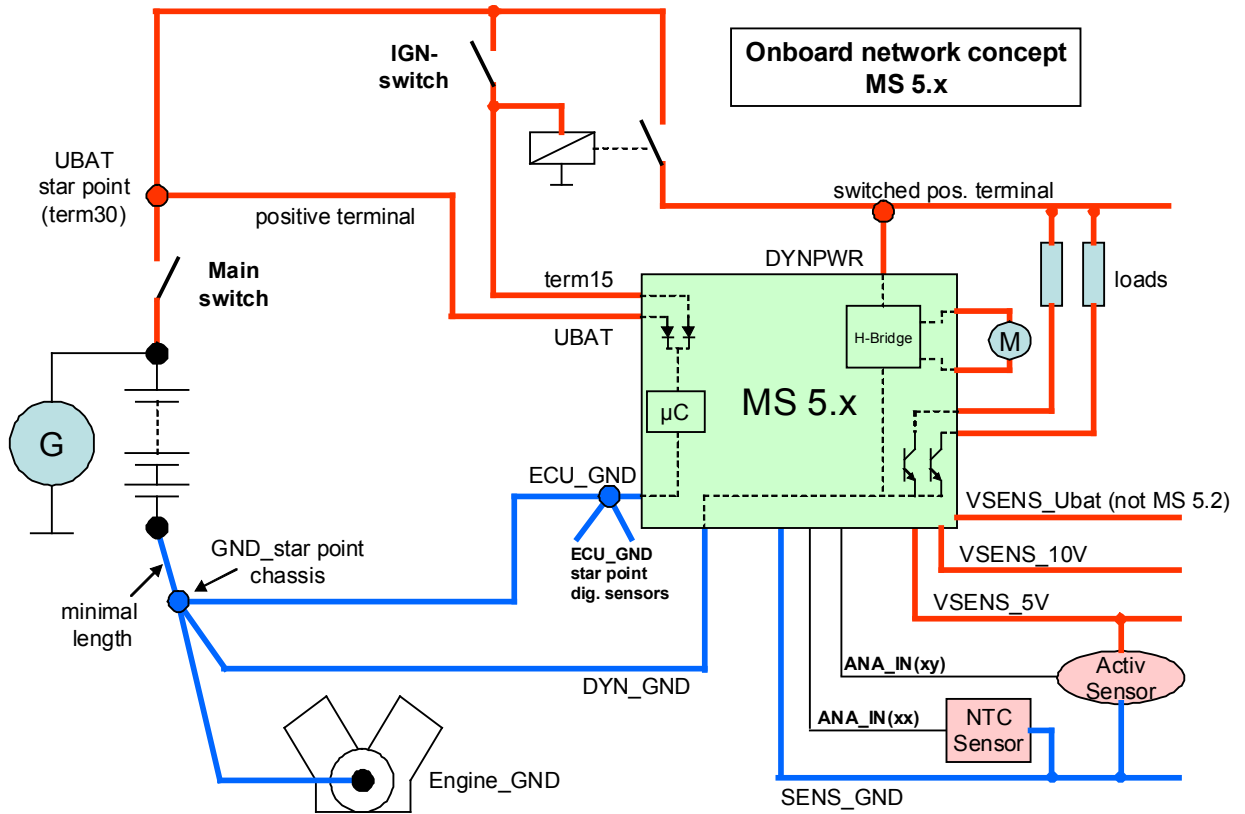 Onboard network concept
MS 5.x
IGN-
switch
UBAT
star point
(term30)
positive terminal
switched pos. terminal
Main
switch
term15
DYNPWR
loads
UBAT
H-Bridge
M
G
µC
MS 5.x
ECU_GND
VSENS_Ubat (not MS 5.2)
GND_star point
chassis
ECU_GND
star point
dig. sensors
VSENS_10V
minimal
length
VSENS_5V
ANA_IN(xy)
Activ
Sensor
DYN_GND
ANA_IN(xx)
NTC
Sensor
Engine_GND
SENS_GND